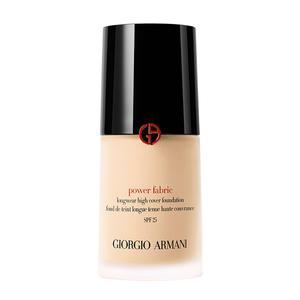 power fabric
longwear high cover foundation
fond de teint longue tenue haute couvrance
SPF 25
GIORGIO ARMANI